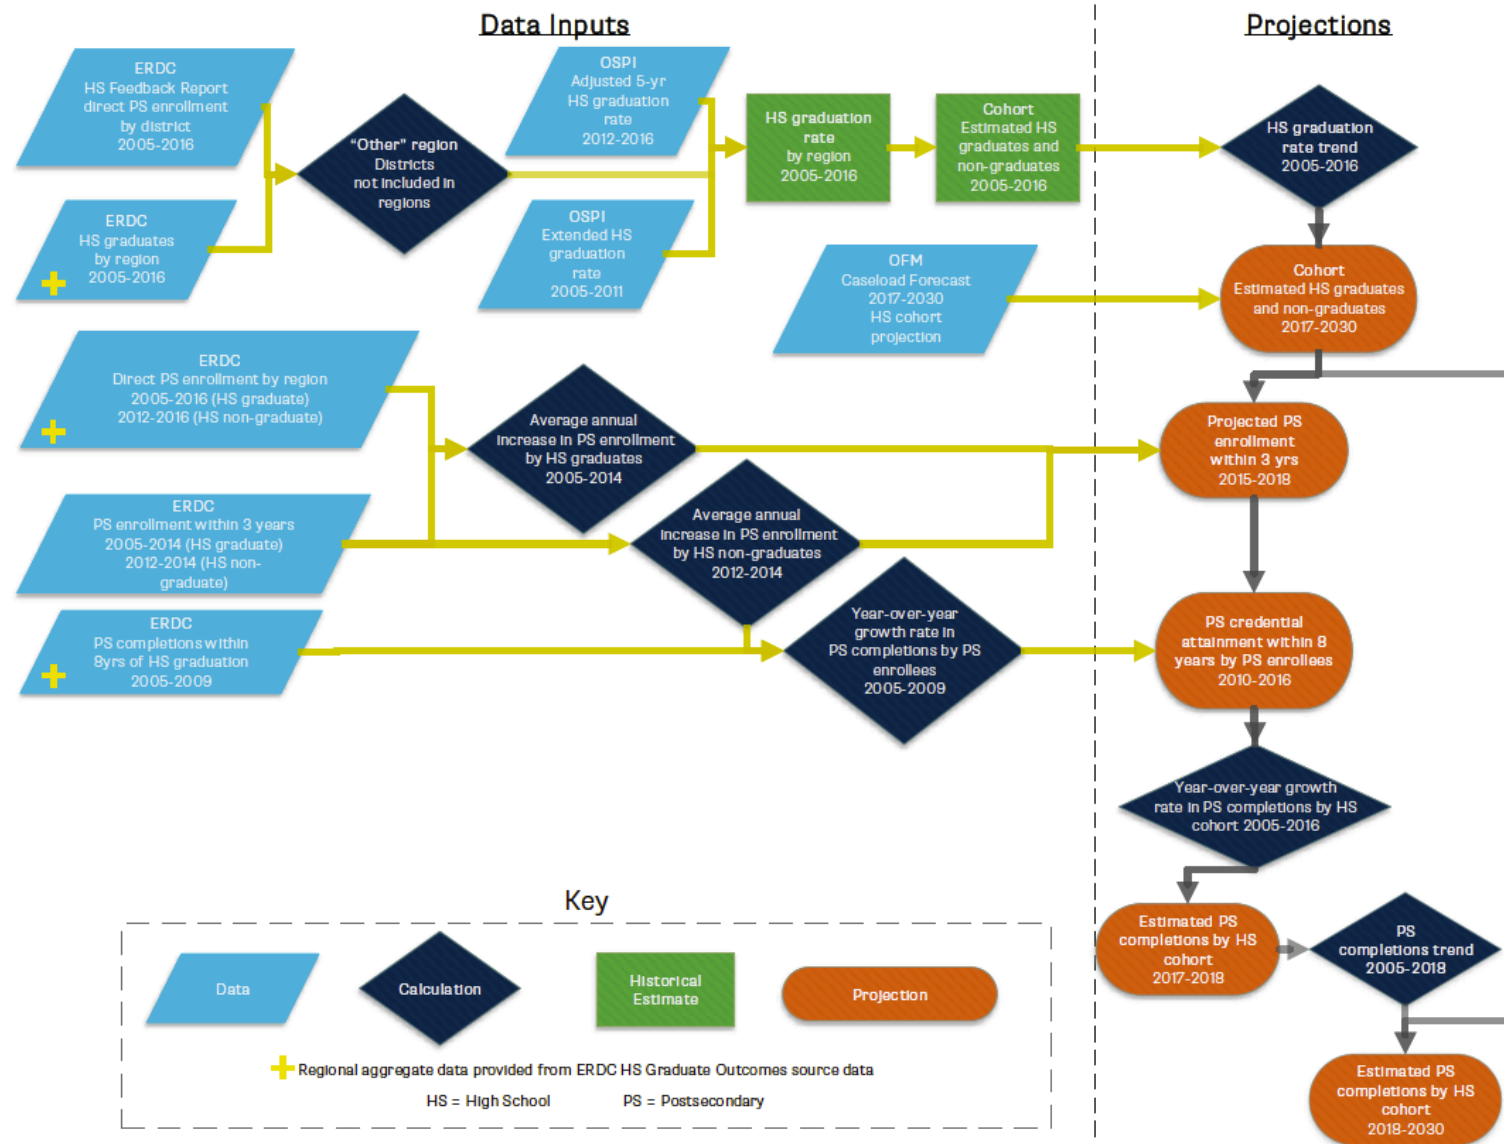 Data Inputs
Projections
ERDC
HS Feedback Report
direct PS enrollment
by district
2005-2016
ERDC
HS graduates
by region
2005-2016
"Other" region
Districts
not included in
regions
OSPI
Adjusted 5-yr
HS graduation
rate
2012-2016
OSPI
Extended HS
graduation
rate
2005-2011
HS graduation
rate
by region
2005-2016
Cohort
Estimated HS
graduates and
non-graduates
2005-2016
HS graduation
rate trend
2005-2016
OFM
Caseload Forecast
2017-2030
HS cohort
projection
Cohort
Estimated HS graduates
and non-graduates
2017-2030
ERDC
Direct PS enrollment by region
2005-2016 (HS graduate)
2012-2016 (HS non-graduate)
Average annual
increase in PS enrollment
by HS graduates
2005-2014
Projected PS
enrollment
within 3 yrs
2015-2018
ERDC
PS enrollment within 3 years
2005-2014 (HS graduate)
2012-2014 (HS non-
graduate)
Average annual
increase in PS enrollment
by HS non-graduates
2012-2014
ERDC
PS completions within
8yrs of HS graduation
2005-2009
Year-over-year
growth rate in
PS completions by PS
enrollees
2005-2009
PS credential
attainment within 8
years by PS enrollees
2010-2016
Year-over-year growth
rate in PS completions by HS
cohort 2005-2016
Estimated PS
completions by HS
cohort
2017-2018
PS
completions trend
2005-2018
Estimated PS
completions by HS
cohort
2018-2030
Key
Data
Calculation
Historical
Estimate
Projection
Regional aggregate data provided from ERDC HS Graduate Outcomes source data
HS = High School
PS = Postsecondary